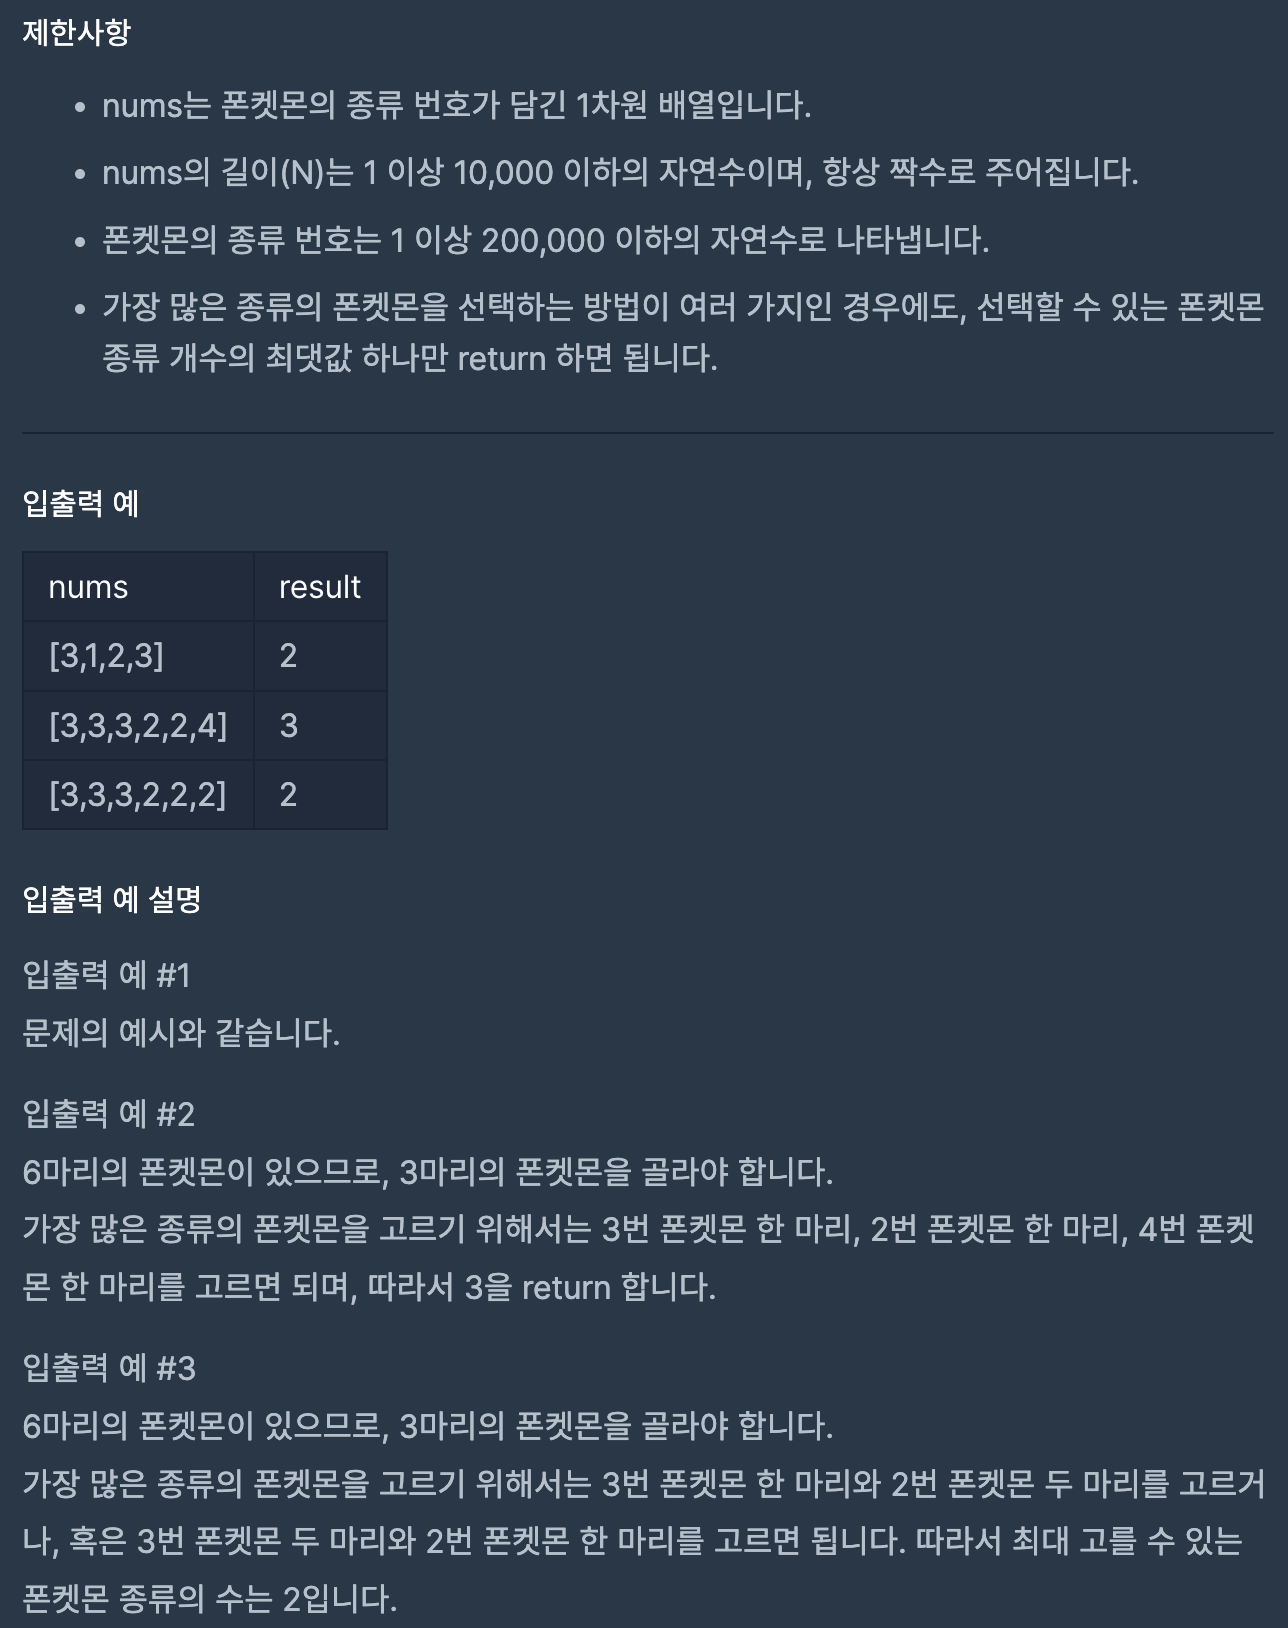 제한사항
• nums는 폰켓몬의 종류 번호가 담긴 1차원 배열입니다.
• nums의 길이(N)는 1 이상 10,000 이하의 자연수이며, 항상 짝수로 주어집니다.
• 폰켓몬의 종류 번호는 1 이상 200,000 이하의 자연수로 나타냅니다.
• 가장 많은 종류의 폰켓몬을 선택하는 방법이 여러 가지인 경우에도, 선택할 수 있는 폰켓몬
종류 개수의 최댓값 하나만 return 하면 됩니다.
입출력 예
nums result
[3,1,2,3] 2
[3,3,3,2,2,4] 3
[3,3,3,2,2,2] 2
입출력 예 설명
입출력 예 #1
문제의 예시와 같습니다.
입출력 예 #2
6마리의 폰켓몬이 있으므로, 3마리의 폰켓몬을 골라야 합니다.
가장 많은 종류의 폰켓몬을 고르기 위해서는 3번 폰켓몬 한 마리, 2번 폰켓몬 한 마리, 4번 폰켓
몬 한 마리를 고르면 되며, 따라서 3을 return 합니다.
입출력 예 #3
6마리의 폰켓몬이 있으므로, 3마리의 폰켓몬을 골라야 합니다.
가장 많은 종류의 폰켓몬을 고르기 위해서는 3번 폰켓몬 한 마리와 2번 폰켓몬 두 마리를 고르거
나, 혹은 3번 폰켓몬 두 마리와 2번 폰켓몬 한 마리를 고르면 됩니다. 따라서 최대 고를 수 있는
폰켓몬 종류의 수는 2입니다.